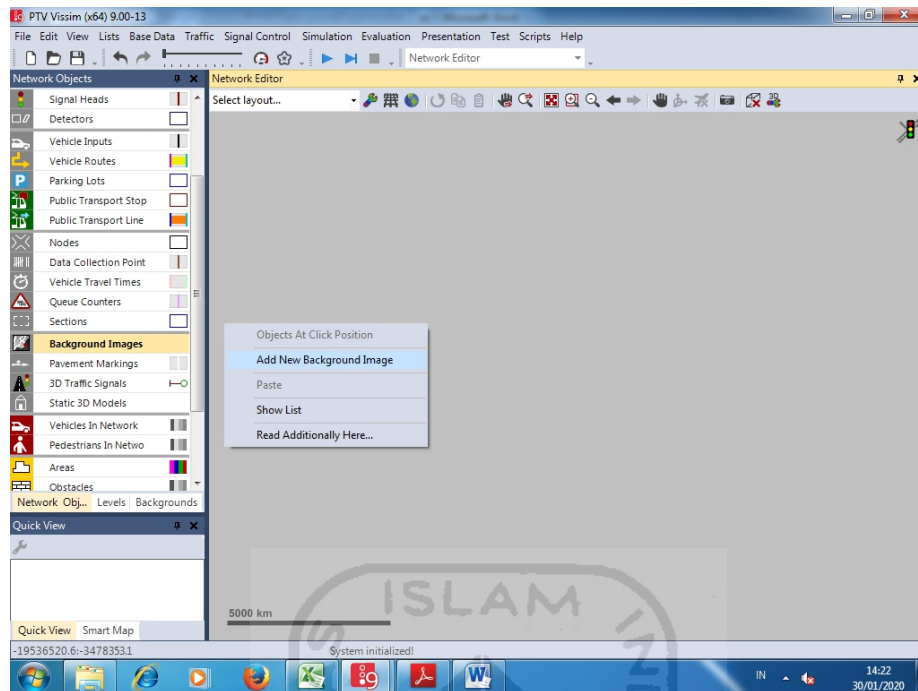 PTV Vissim (x64) 9.00-13
File Edit View Lists Base Data Traffic Signal Control Simulation Evaluation Presentation Test Scripts Help
Network Editor
Network Objects
Network Editor
Select layout...
Signal Heads
Detectors
Vehicle Inputs
Vehicle Routes
Parking Lots
Public Transport Stop
Public Transport Line
Nodes
Data Collection Point
Vehicle Travel Times
Queue Counters
Sections
Background Images
Pavement Markings
3D Traffic Signals
Static 3D Models
Vehicles In Network
Pedestrians In Netwo
Areas
Obstacles
Objects At Click Position
Add New Background Image
Paste
Show List
Read Additionally Here...
Network Obj... Levels Backgrounds
Quick View
Quick View Smart Map
5000 km
ISLAM
-19536520.6:-3478353.1
System initialized!
IN
14:22
30/01/2020